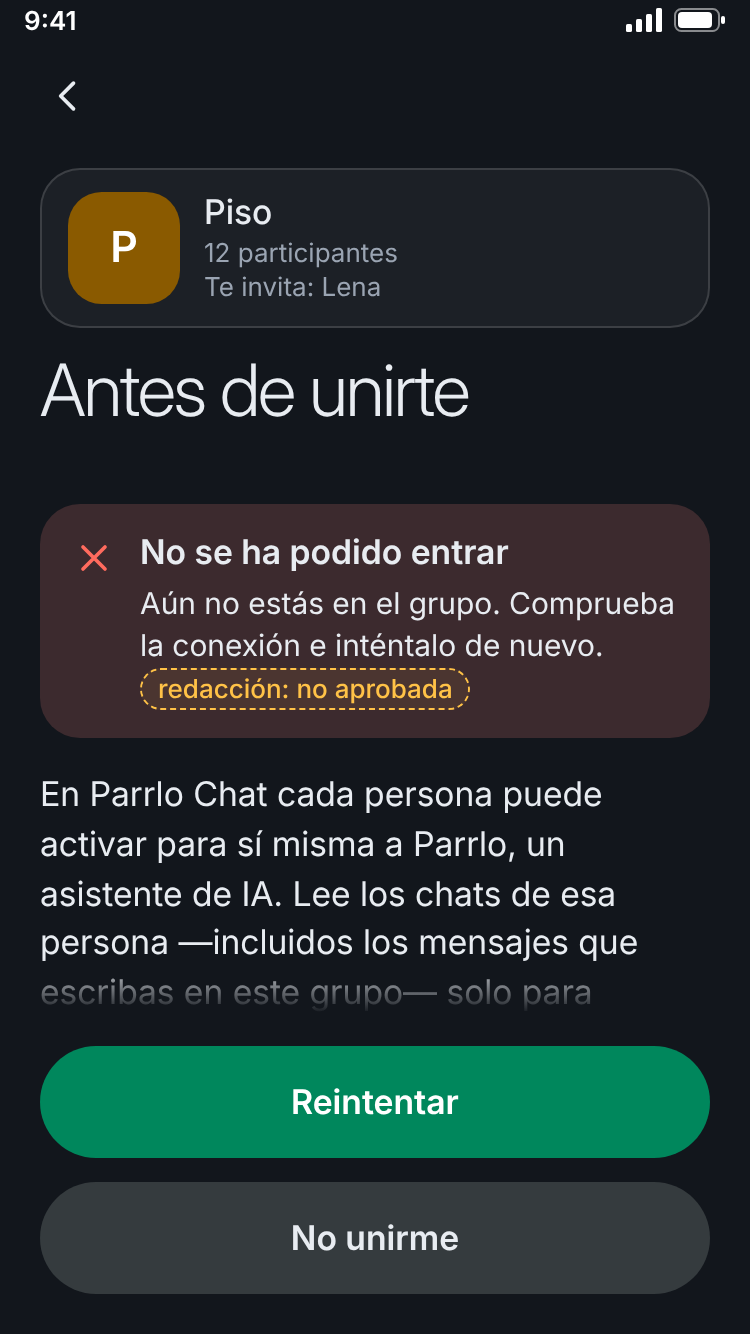 9:41
P
Piso
12 participantes
Te invita: Lena
Antes de unirte
No se ha podido entrar
Aún no estás en el grupo. Comprueba
la conexión e inténtalo de nuevo.
redacción: no aprobada
En Parrlo Chat cada persona puede
activar para sí misma a Parrlo, un
asistente de IA. Lee los chats de esa
persona —incluidos los mensajes que
escribas en este grupo— solo para
Reintentar
No unirme